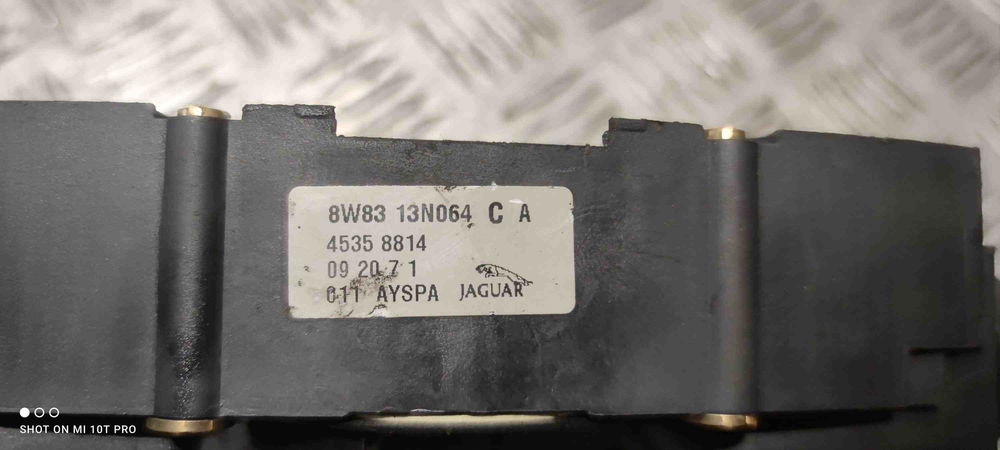 8W83 13N064 C A
4535 8814
09 20 7 1
011 AYSPA JAGUAR
SHOT ON MI 10T PRO